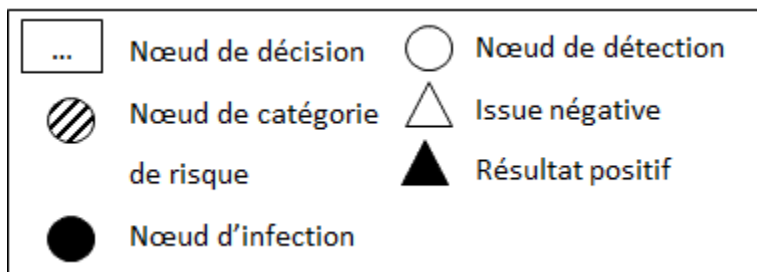 ...
Nœud de décision
Nœud de catégorie
de risque
Nœud d'infection
Nœud de détection
Issue négative
Résultat positif